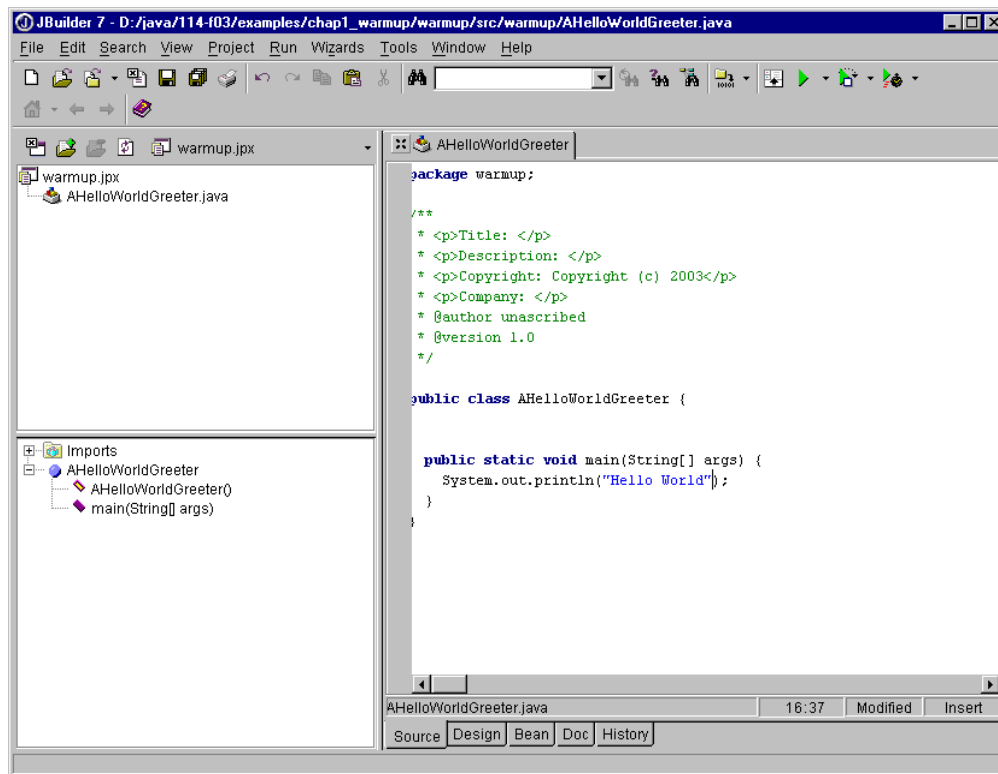 JBuilder 7 - D:/java/114-f03/examples/chap1_warmup/warmup/src/warmup/AHelloWorldGreeter.java
File Edit Search View Project Run Wizards Tools Window Help
warmup.jpx
warmup.jpx
AHelloWorldGreeter.java
Imports
AHelloWorldGreeter
AHelloWorldGreeter()
main(String[] args)
AHelloWorldGreeter
package warmup;
/**
* <p>Title: </p>
* <p>Description: </p>
* <p>Copyright: Copyright (c) 2003</p>
* <p>Company: </p>
* @author unascribed
* @version 1.0
*/
public class AHelloWorldGreeter {
public static void main(String[] args) {
System.out.println("Hello World");
}
}
AHelloWorldGreeter.java 16:37 Modified Insert
Source Design Bean Doc History